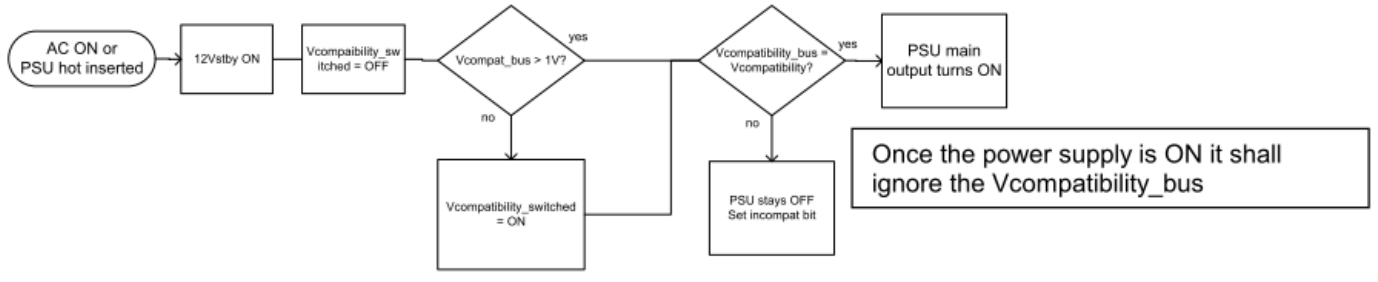 AC ON or
PSU hot inserted
12Vstby ON
Vcompaibility_sw
itched = OFF
Vcompat_bus > 1V?
yes
no
Vcompatibility_switched
= ON
Vcompatibility_bus =
Vcompatibility?
yes
no
PSU main
output turns ON
PSU stays OFF
Set incompat bit
Once the power supply is ON it shall
ignore the Vcompatibility_bus